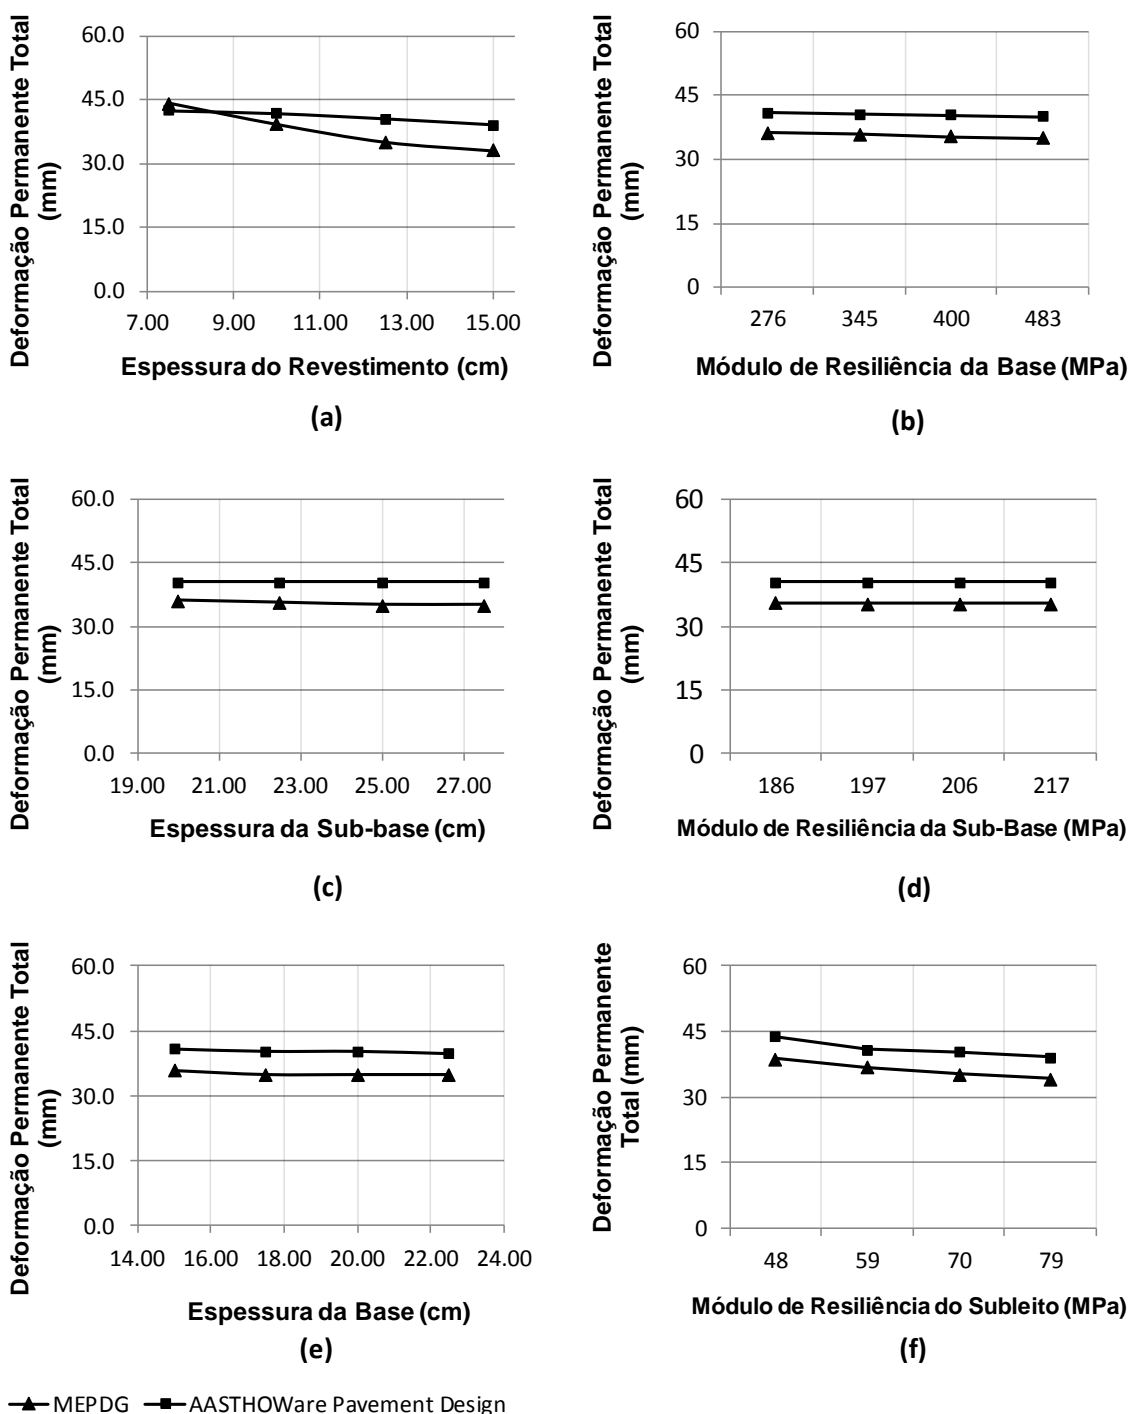 Deformação Permanente Total
(mm)
60.0
45.0
30.0
15.0
0.0
7.00 9.00 11.00 13.00 15.00
Espessura do Revestimento (cm)
(a)
Deformação Permanente Total
(mm)
60
45
30
15
0
276 345 400 483
Módulo de Resiliência da Base (MPa)
(b)
Deformação Permanente Total
(mm)
60.0
45.0
30.0
15.0
0.0
19.00 21.00 23.00 25.00 27.00
Espessura da Sub-base (cm)
(c)
Deformação Permanente Total
(mm)
60
45
30
15
0
186 197 206 217
Módulo de Resiliência da Sub-Base (MPa)
(d)
Deformação Permanente Total
(mm)
60.0
45.0
30.0
15.0
0.0
14.00 16.00 18.00 20.00 22.00 24.00
Espessura da Base (cm)
(e)
Deformação Permanente
Total (mm)
60
45
30
15
0
48 59 70 79
Módulo de Resiliência do Subleito (MPa)
(f)
MEPDG AASTHOWare Pavement Design